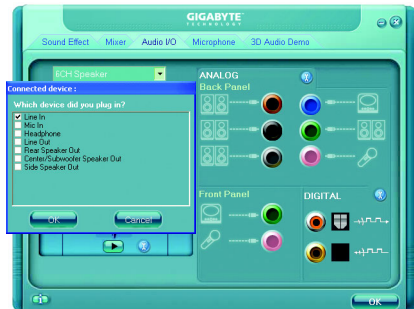 GIGABYTE
TECHNOLOGY
Sound Effect
Mixer
Audio I/O
Microphone
3D Audio Demo
6CH Speaker
ANALOG
Back Panel
Connected device :
Which device did you plug in?
Line In
Mic In
Headphone
Line Out
Rear Speaker Out
Center/Subwoofer Speaker Out
Side Speaker Out
OK
Cancel
Front Panel
DIGITAL
OK